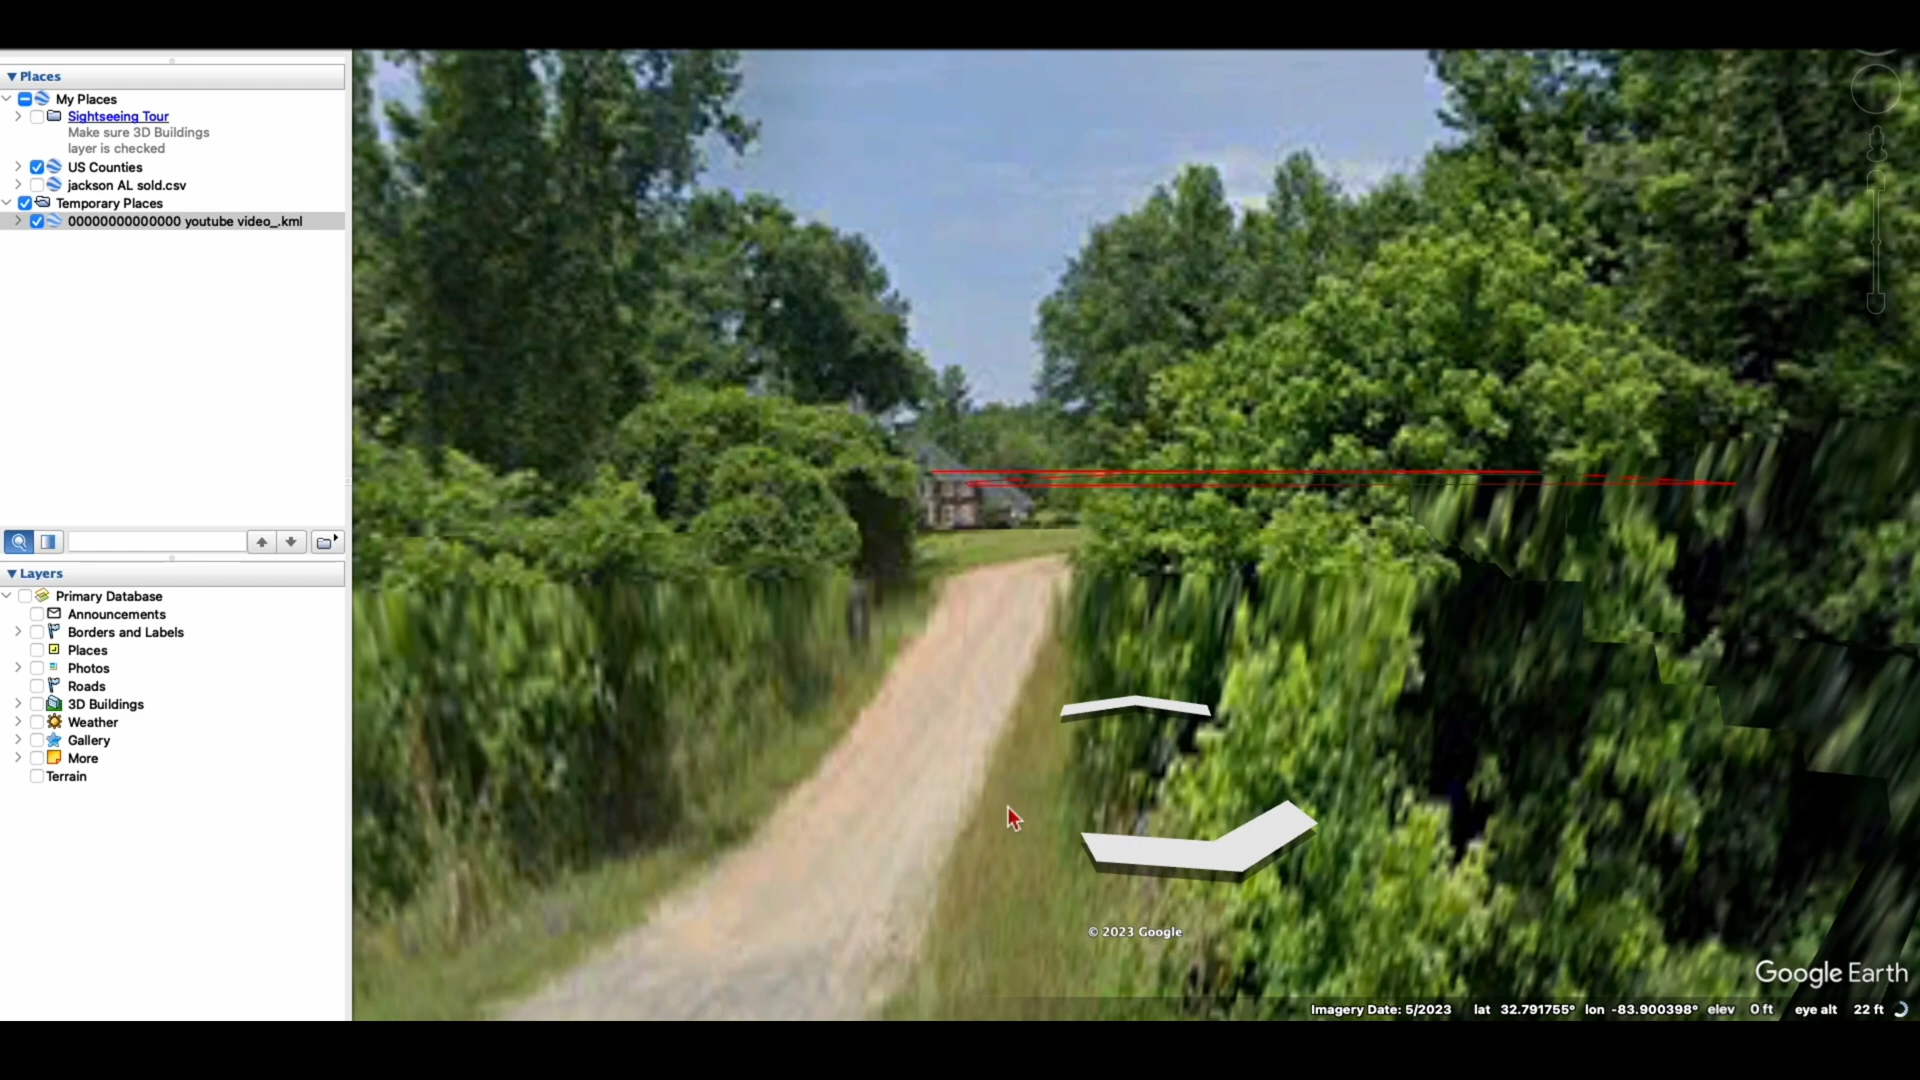 Places
My Places
Sightseeing Tour
Make sure 3D Buildings
layer is checked
US Counties
jackson AL sold.csv
Temporary Places
00000000000000 youtube video_.kml
Layers
Primary Database
Announcements
Borders and Labels
Places
Photos
Roads
3D Buildings
Weather
Gallery
More
Terrain
© 2023 Google
Google Earth
Imagery Date: 5/2023 lat 32.791755° lon -83.900398° elev 0 ft eye alt 22 ft